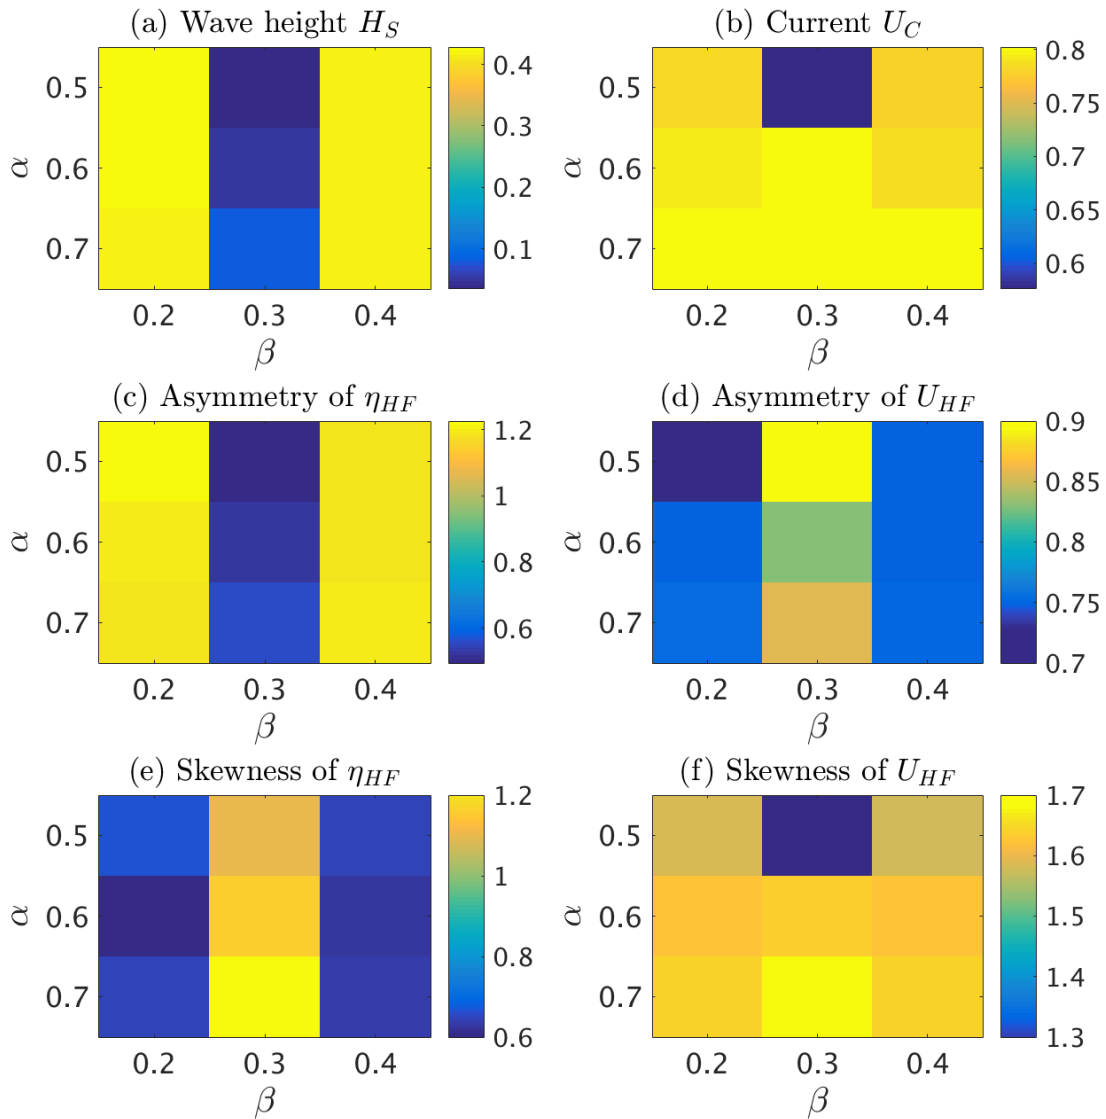 (a) Wave height H_S
0.5
0.6
0.7
α
0.2 0.3 0.4
β
0.4
0.3
0.2
0.1
(b) Current U_C
0.5
0.6
0.7
α
0.2 0.3 0.4
β
0.8
0.75
0.7
0.65
0.6
(c) Asymmetry of η_HF
0.5
0.6
0.7
α
0.2 0.3 0.4
β
1.2
1
0.8
0.6
(d) Asymmetry of U_HF
0.5
0.6
0.7
α
0.2 0.3 0.4
β
0.9
0.85
0.8
0.75
0.7
(e) Skewness of η_HF
0.5
0.6
0.7
α
0.2 0.3 0.4
β
1.2
1
0.8
0.6
(f) Skewness of U_HF
0.5
0.6
0.7
α
0.2 0.3 0.4
β
1.7
1.6
1.5
1.4
1.3